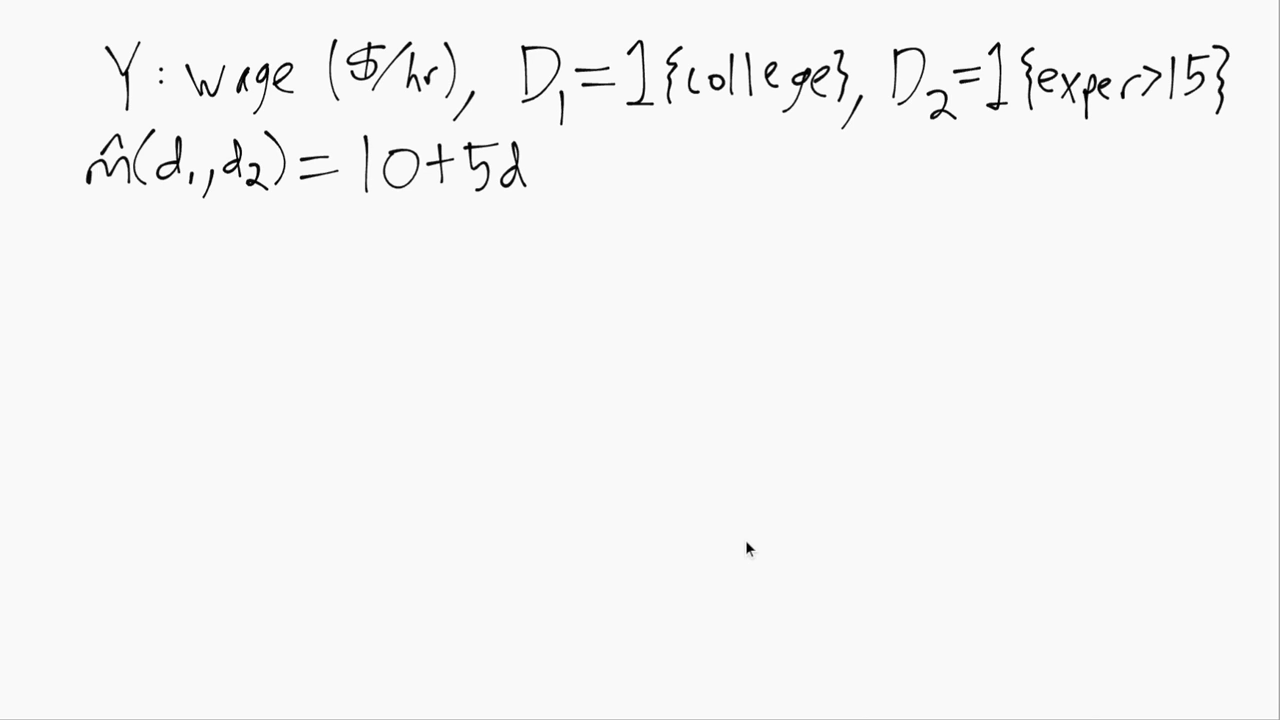 Y: wage ($/hr), D₁=1{college}, D₂=1{exper>15}
m̂(d₁,d₂)=10+5d